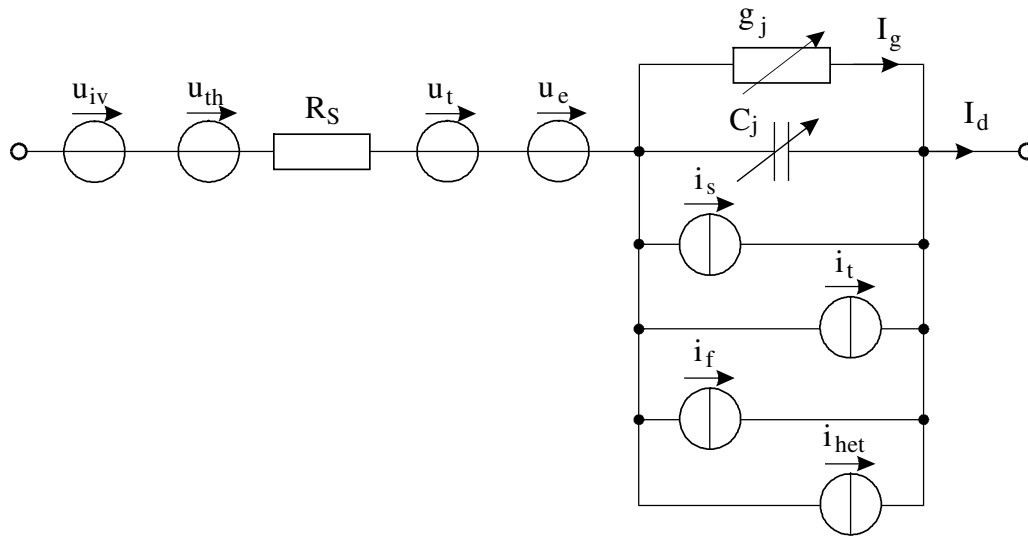 g_j
I_g
u_iv
u_th
R_S
u_t
u_e
C_j
I_d
i_s
i_t
i_f
i_het